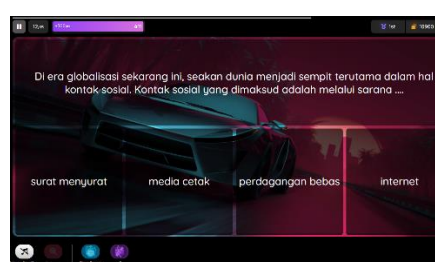 Di era globalisasi sekarang ini, seakan dunia menjadi sempit terutama dalam hal
kontak sosial. Kontak sosial yang dimaksud adalah melalui sarana ....
surat menyurat
media cetak
perdagangan bebas
internet